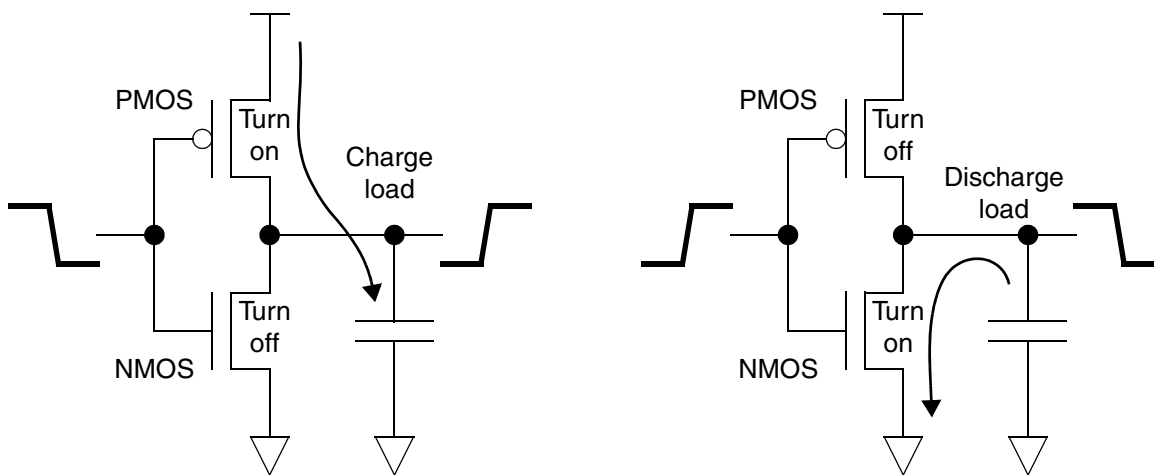 PMOS
Turn
on
Charge
load
Turn
off
NMOS
PMOS
Turn
off
Discharge
load
Turn
on
NMOS